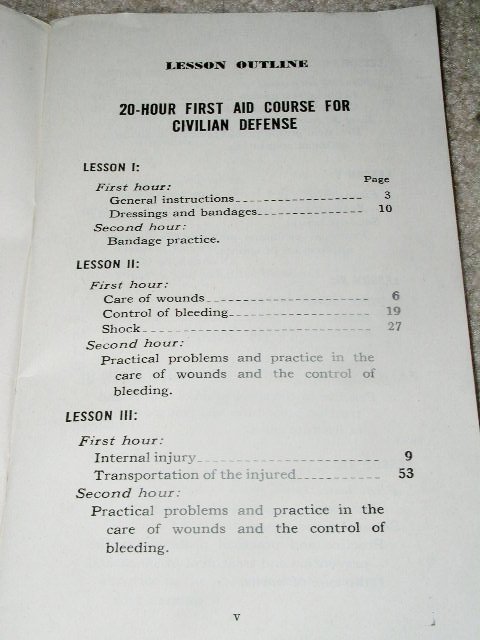 LESSON OUTLINE
20-HOUR FIRST AID COURSE FOR
CIVILIAN DEFENSE
LESSON I:
Page
First hour:
General instructions 3
Dressings and bandages 10
Second hour:
Bandage practice.
LESSON II:
First hour:
Care of wounds 6
Control of bleeding 19
Shock 27
Second hour:
Practical problems and practice in the
care of wounds and the control of
bleeding.
LESSON III:
First hour:
Internal injury 9
Transportation of the injured 53
Second hour:
Practical problems and practice in the
care of wounds and the control of
bleeding.
v